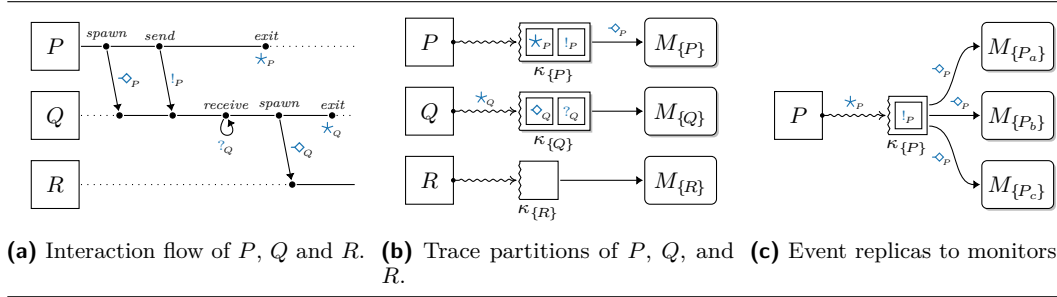 spawn send exit
P
⋆P
⟜P !P
receive spawn exit
Q
?Q ⋆Q
⟜Q
R
(a) Interaction flow of P, Q and R.
P ⋆P !P ⟜P M{P}
κ{P}
Q ⋆Q ⟜Q ?Q M{Q}
κ{Q}
R M{R}
κ{R}
(b) Trace partitions of P, Q, and
R.
M{Pa}
⟜P
P ⋆P !P ⟜P M{Pb}
κ{P}
⟜P
M{Pc}
(c) Event replicas to monitors